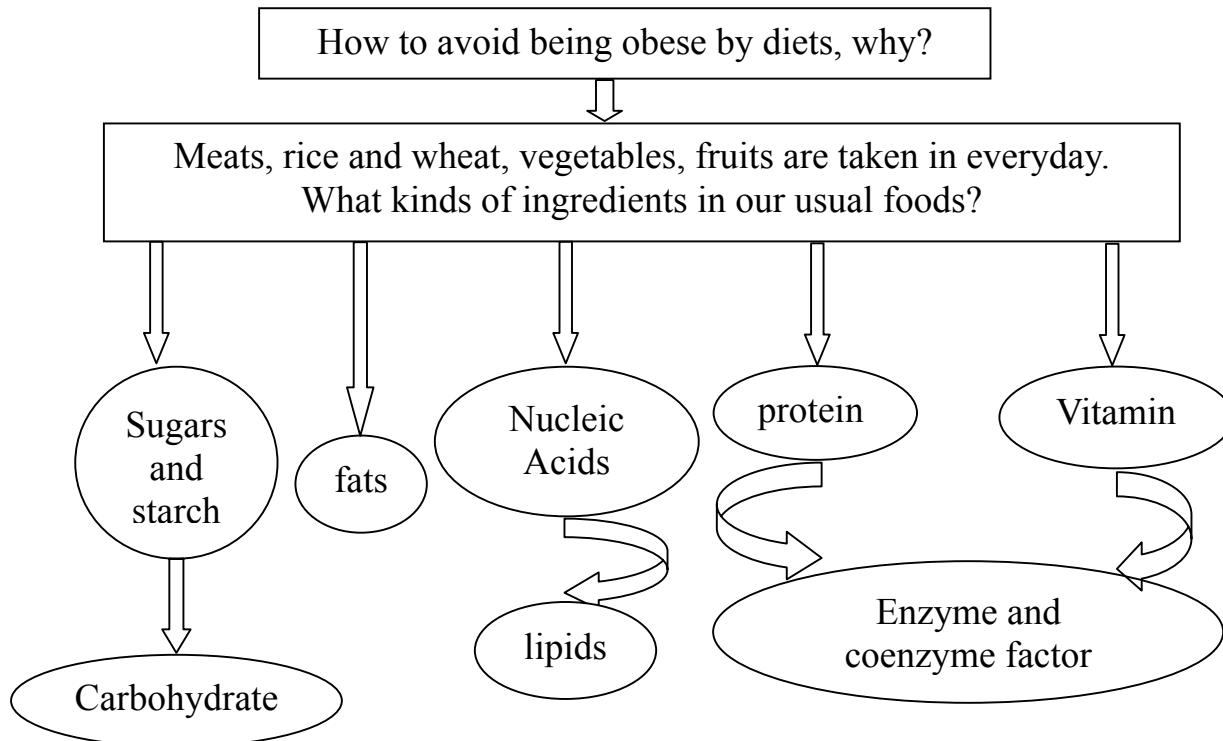 How to avoid being obese by diets, why?
Meats, rice and wheat, vegetables, fruits are taken in everyday.
What kinds of ingredients in our usual foods?
Sugars
and
starch
fats
Nucleic
Acids
protein
Vitamin
lipids
Enzyme and
coenzyme factor
Carbohydrate